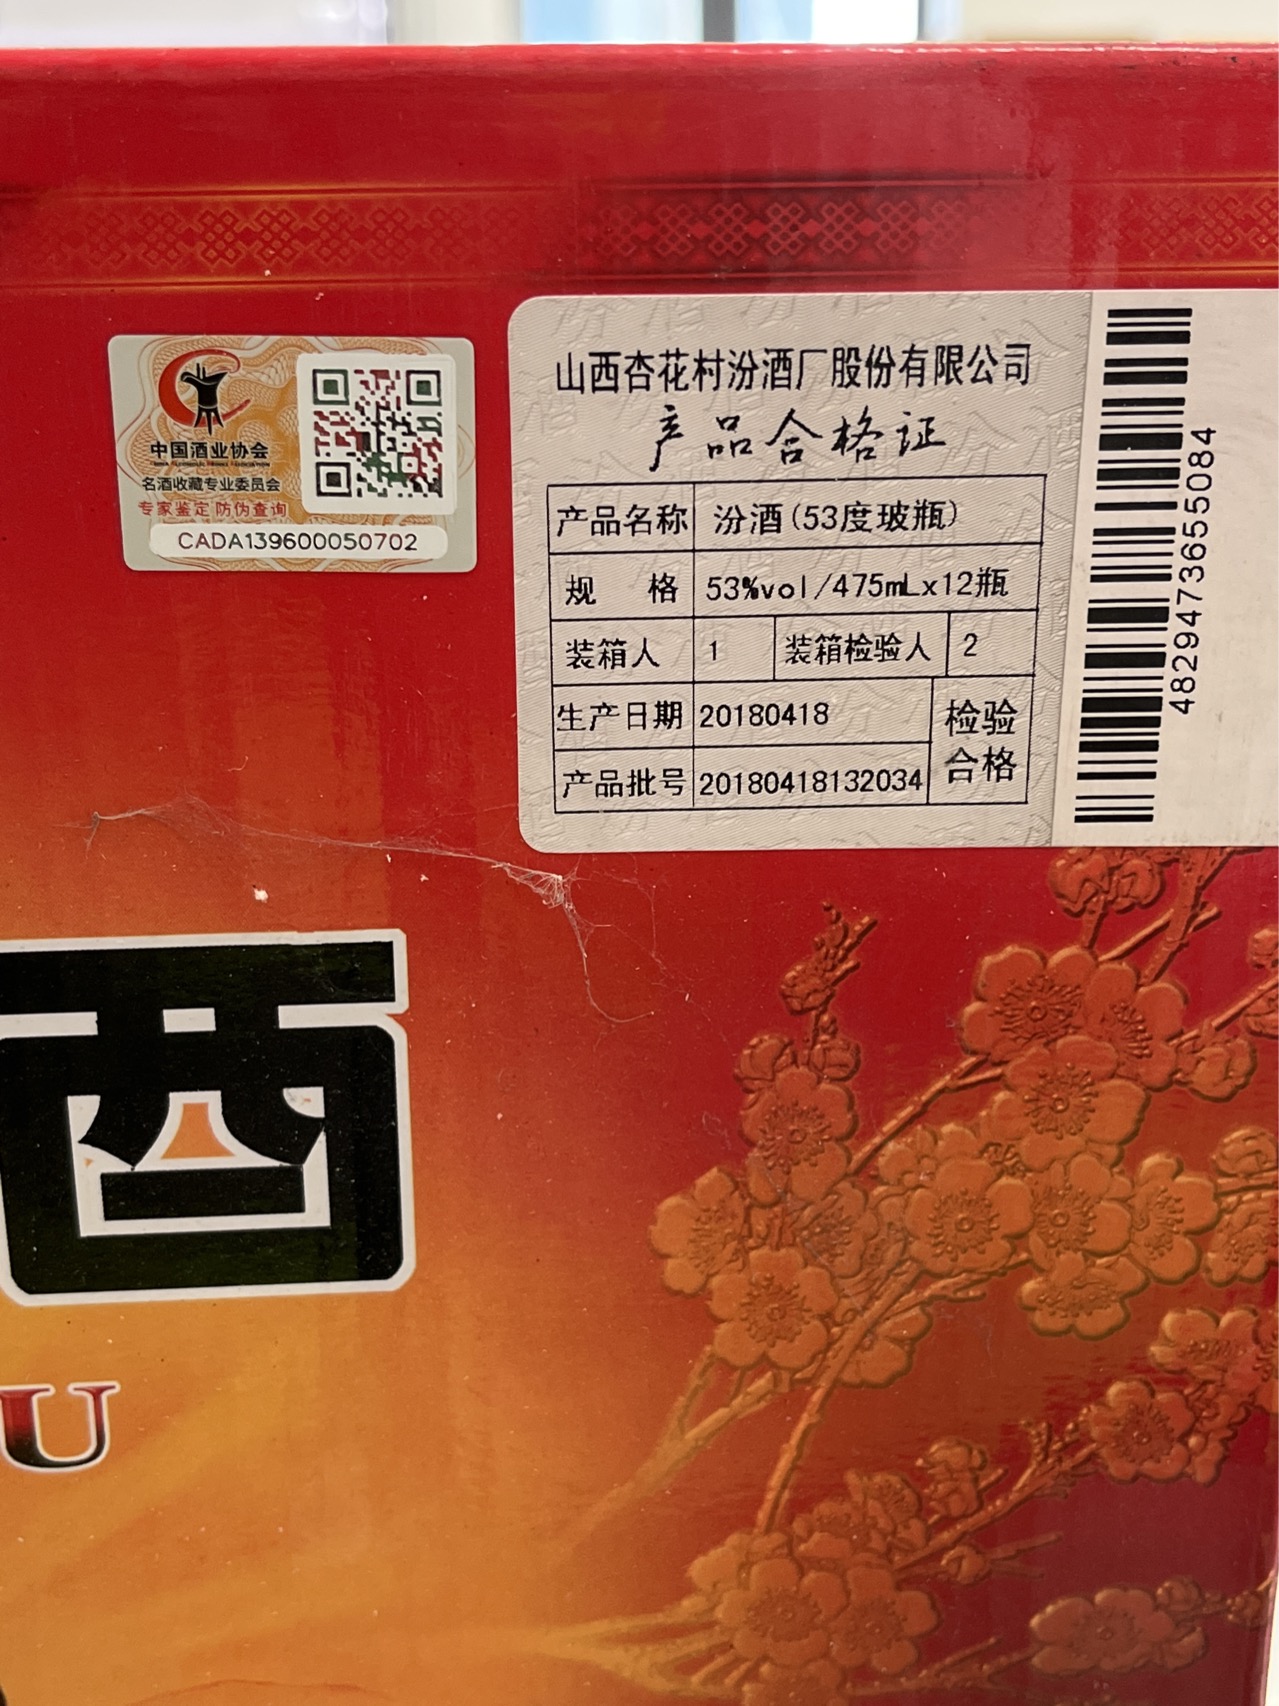 中国酒业协会
CHINA ALCOHOLIC DRINKS ASSOCIATION
名酒收藏专业委员会
专家鉴定 防伪查询
CADA139600050702
山西杏花村汾酒厂股份有限公司
产品合格证
产品名称 汾酒(53度玻瓶)
规 格 53%vol/475mLx12瓶
装箱人 1 装箱检验人 2
生产日期 20180418 检验
产品批号 20180418132034 合格
4829473655084
U